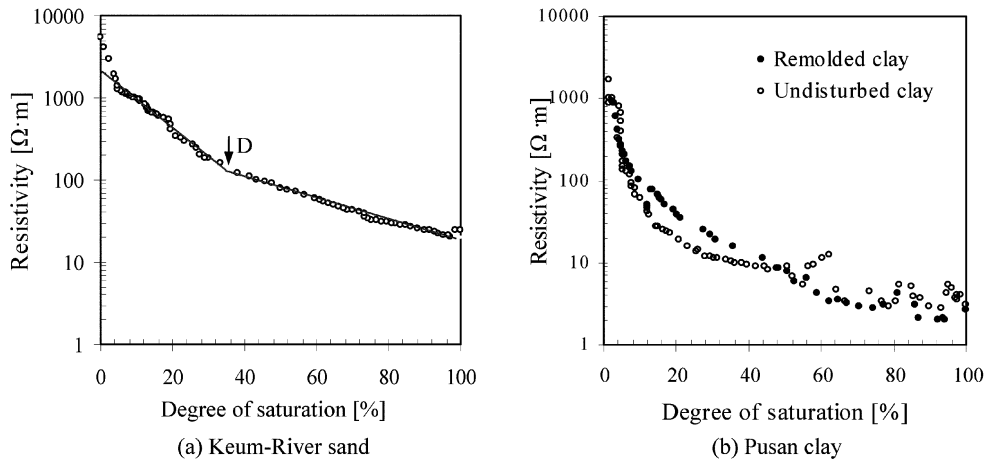 10000
1000
100
10
1
Resistivity [Ω·m]
D
0 20 40 60 80 100
Degree of saturation [%]
(a) Keum-River sand
10000
1000
100
10
1
Resistivity [Ω·m]
Remolded clay
Undisturbed clay
0 20 40 60 80 100
Degree of saturation [%]
(b) Pusan clay